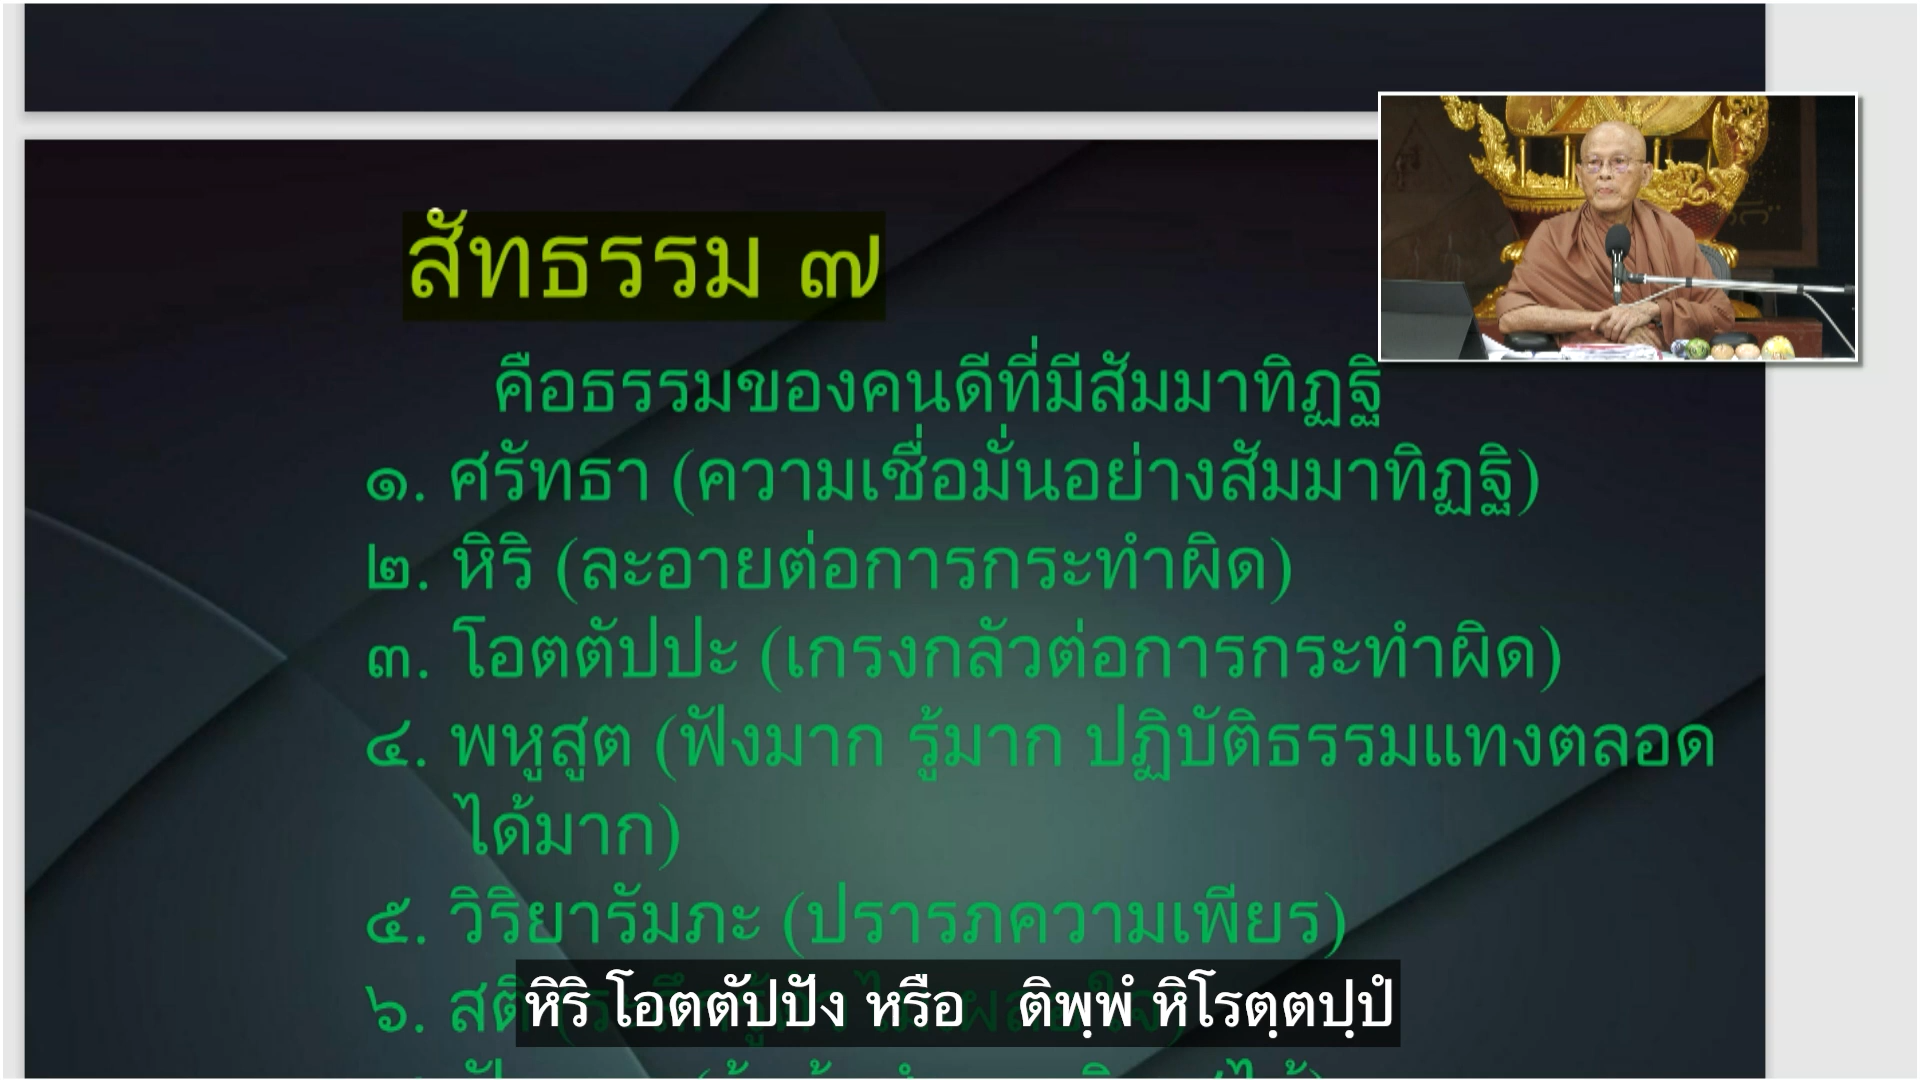 สัทธรรม ๗
คือธรรมของคนดีที่มีสัมมาทิฏฐิ
๑. ศรัทธา (ความเชื่อมั่นอย่างสัมมาทิฏฐิ)
๒. หิริ (ละอายต่อการกระทำผิด)
๓. โอตตัปปะ (เกรงกลัวต่อการกระทำผิด)
๔. พหูสูต (ฟังมาก รู้มาก ปฏิบัติธรรมแทงตลอด
ได้มาก)
๕. วิริยารัมภะ (ปรารภความเพียร)
๖. สติ
หิริ โอตตัปปัง หรือ ติพฺพํ หิโรตฺตปฺปํ